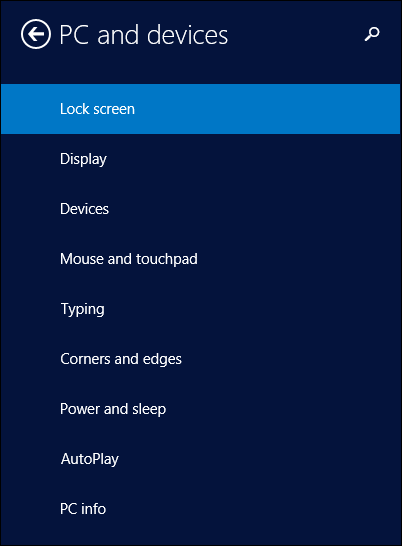 PC and devices
Lock screen
Display
Devices
Mouse and touchpad
Typing
Corners and edges
Power and sleep
AutoPlay
PC info